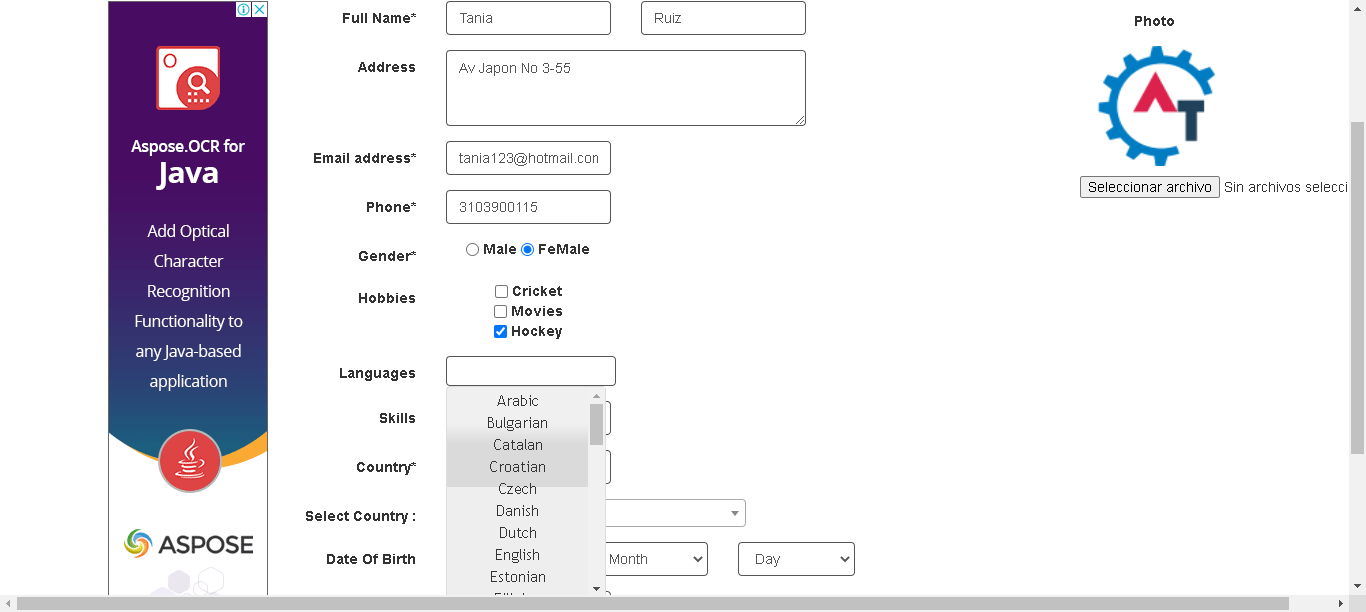 Full Name*
Tania
Ruiz
Photo
Address
Av Japon No 3-55
Email address*
tania123@hotmail.con
Seleccionar archivo
Sin archivos selecci
Phone*
3103900115
Gender*
Male
FeMale
Hobbies
Cricket
Movies
Hockey
Languages
Arabic
Bulgarian
Catalan
Croatian
Czech
Danish
Dutch
English
Estonian
Skills
Country*
Select Country :
Date Of Birth
Month
Day
Aspose.OCR for
Java
Add Optical
Character
Recognition
Functionality to
any Java-based
application
ASPOSE
AT